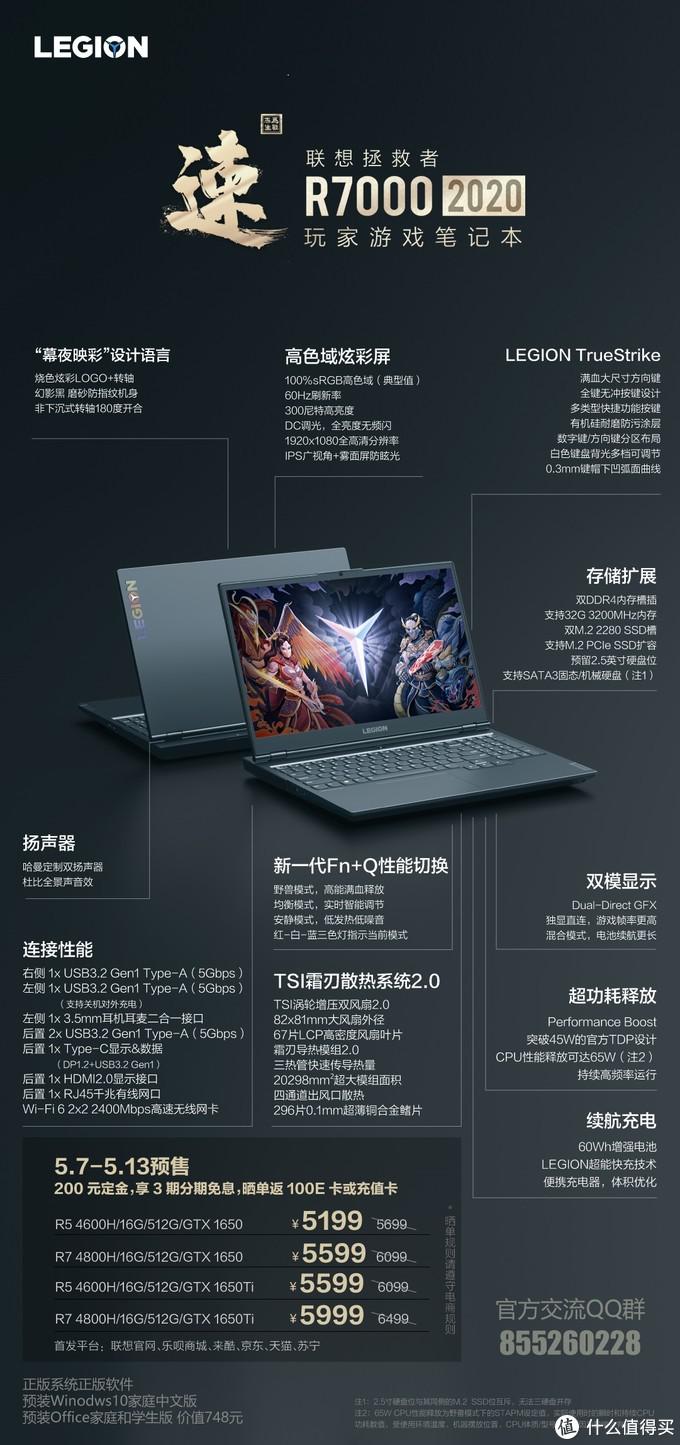 LEGION
速
联想拯救者
R7000 2020
玩家游戏笔记本
“幕夜映彩”设计语言
烧色炫彩LOGO+转轴
幻影黑 磨砂防指纹机身
非下沉式转轴180度开合
高色域炫彩屏
100%sRGB高色域（典型值）
60Hz刷新率
300尼特高亮度
DC调光，全亮度无频闪
1920x1080全高清分辨率
IPS广视角+雾面屏防眩光
LEGION TrueStrike
满血大尺寸方向键
全键无冲按键设计
多类型快捷功能按键
有机硅耐磨防污涂层
数字键/方向键分区布局
白色键盘背光多档可调节
0.3mm键帽下凹弧面曲线
存储扩展
双DDR4内存槽插
支持32G 3200MHz内存
双M.2 2280 SSD槽
支持M.2 PCIe SSD扩容
预留2.5英寸硬盘位
支持SATA3固态/机械硬盘（注1）
LEGION
LEGION
扬声器
哈曼定制双扬声器
杜比全景声音效
连接性能
右侧 1x USB3.2 Gen1 Type-A（5Gbps）
左侧 1x USB3.2 Gen1 Type-A（5Gbps）
（支持关机对外充电）
左侧 1x 3.5mm耳机耳麦二合一接口
后置 2x USB3.2 Gen1 Type-A（5Gbps）
后置 1x Type-C显示&数据
（DP1.2+USB3.2 Gen1）
后置 1x HDMI2.0显示接口
后置 1x RJ45千兆有线网口
Wi-Fi 6 2x2 2400Mbps高速无线网卡
新一代Fn+Q性能切换
野兽模式，高能满血释放
均衡模式，实时智能调节
安静模式，低发热低噪音
红-白-蓝三色灯指示当前模式
TSI霜刃散热系统2.0
TSI涡轮增压双风扇2.0
82x81mm大风扇外径
67片LCP高密度风扇叶片
霜刃导热模组2.0
三热管快速传导热量
20298mm²超大模组面积
四通道出风口散热
296片0.1mm超薄铜合金鳍片
双模显示
Dual-Direct GFX
独显直连，游戏帧率更高
混合模式，电池续航更长
超功耗释放
Performance Boost
突破45W的官方TDP设计
CPU性能释放可达65W（注2）
持续高频率运行
续航充电
60Wh增强电池
LEGION超能快充技术
便携充电器，体积优化
5.7-5.13预售
200元定金，享3期分期免息，晒单返100E卡或充值卡
R5 4600H/16G/512G/GTX 1650 ¥5199 5699
R7 4800H/16G/512G/GTX 1650 ¥5599 6099
R5 4600H/16G/512G/GTX 1650Ti ¥5599 6099
R7 4800H/16G/512G/GTX 1650Ti ¥5999 6499
首发平台：联想官网、乐呗商城、来酷、京东、天猫、苏宁
*晒单规则请遵守电商规则
官方交流QQ群
855260228
正版系统正版软件
预装Winodws10家庭中文版
预装Office家庭和学生版 价值748元
注1：2.5寸硬盘位与其同侧的M.2 SSD位互斥，无法三硬盘并存
注2：65W CPU性能释放为野兽模式下的STAPM设定值，实际使用时的瞬时和持续CPU
功耗数值，受使用环境温度，机器摆放位置，CPU体质/型号
值 什么值得买